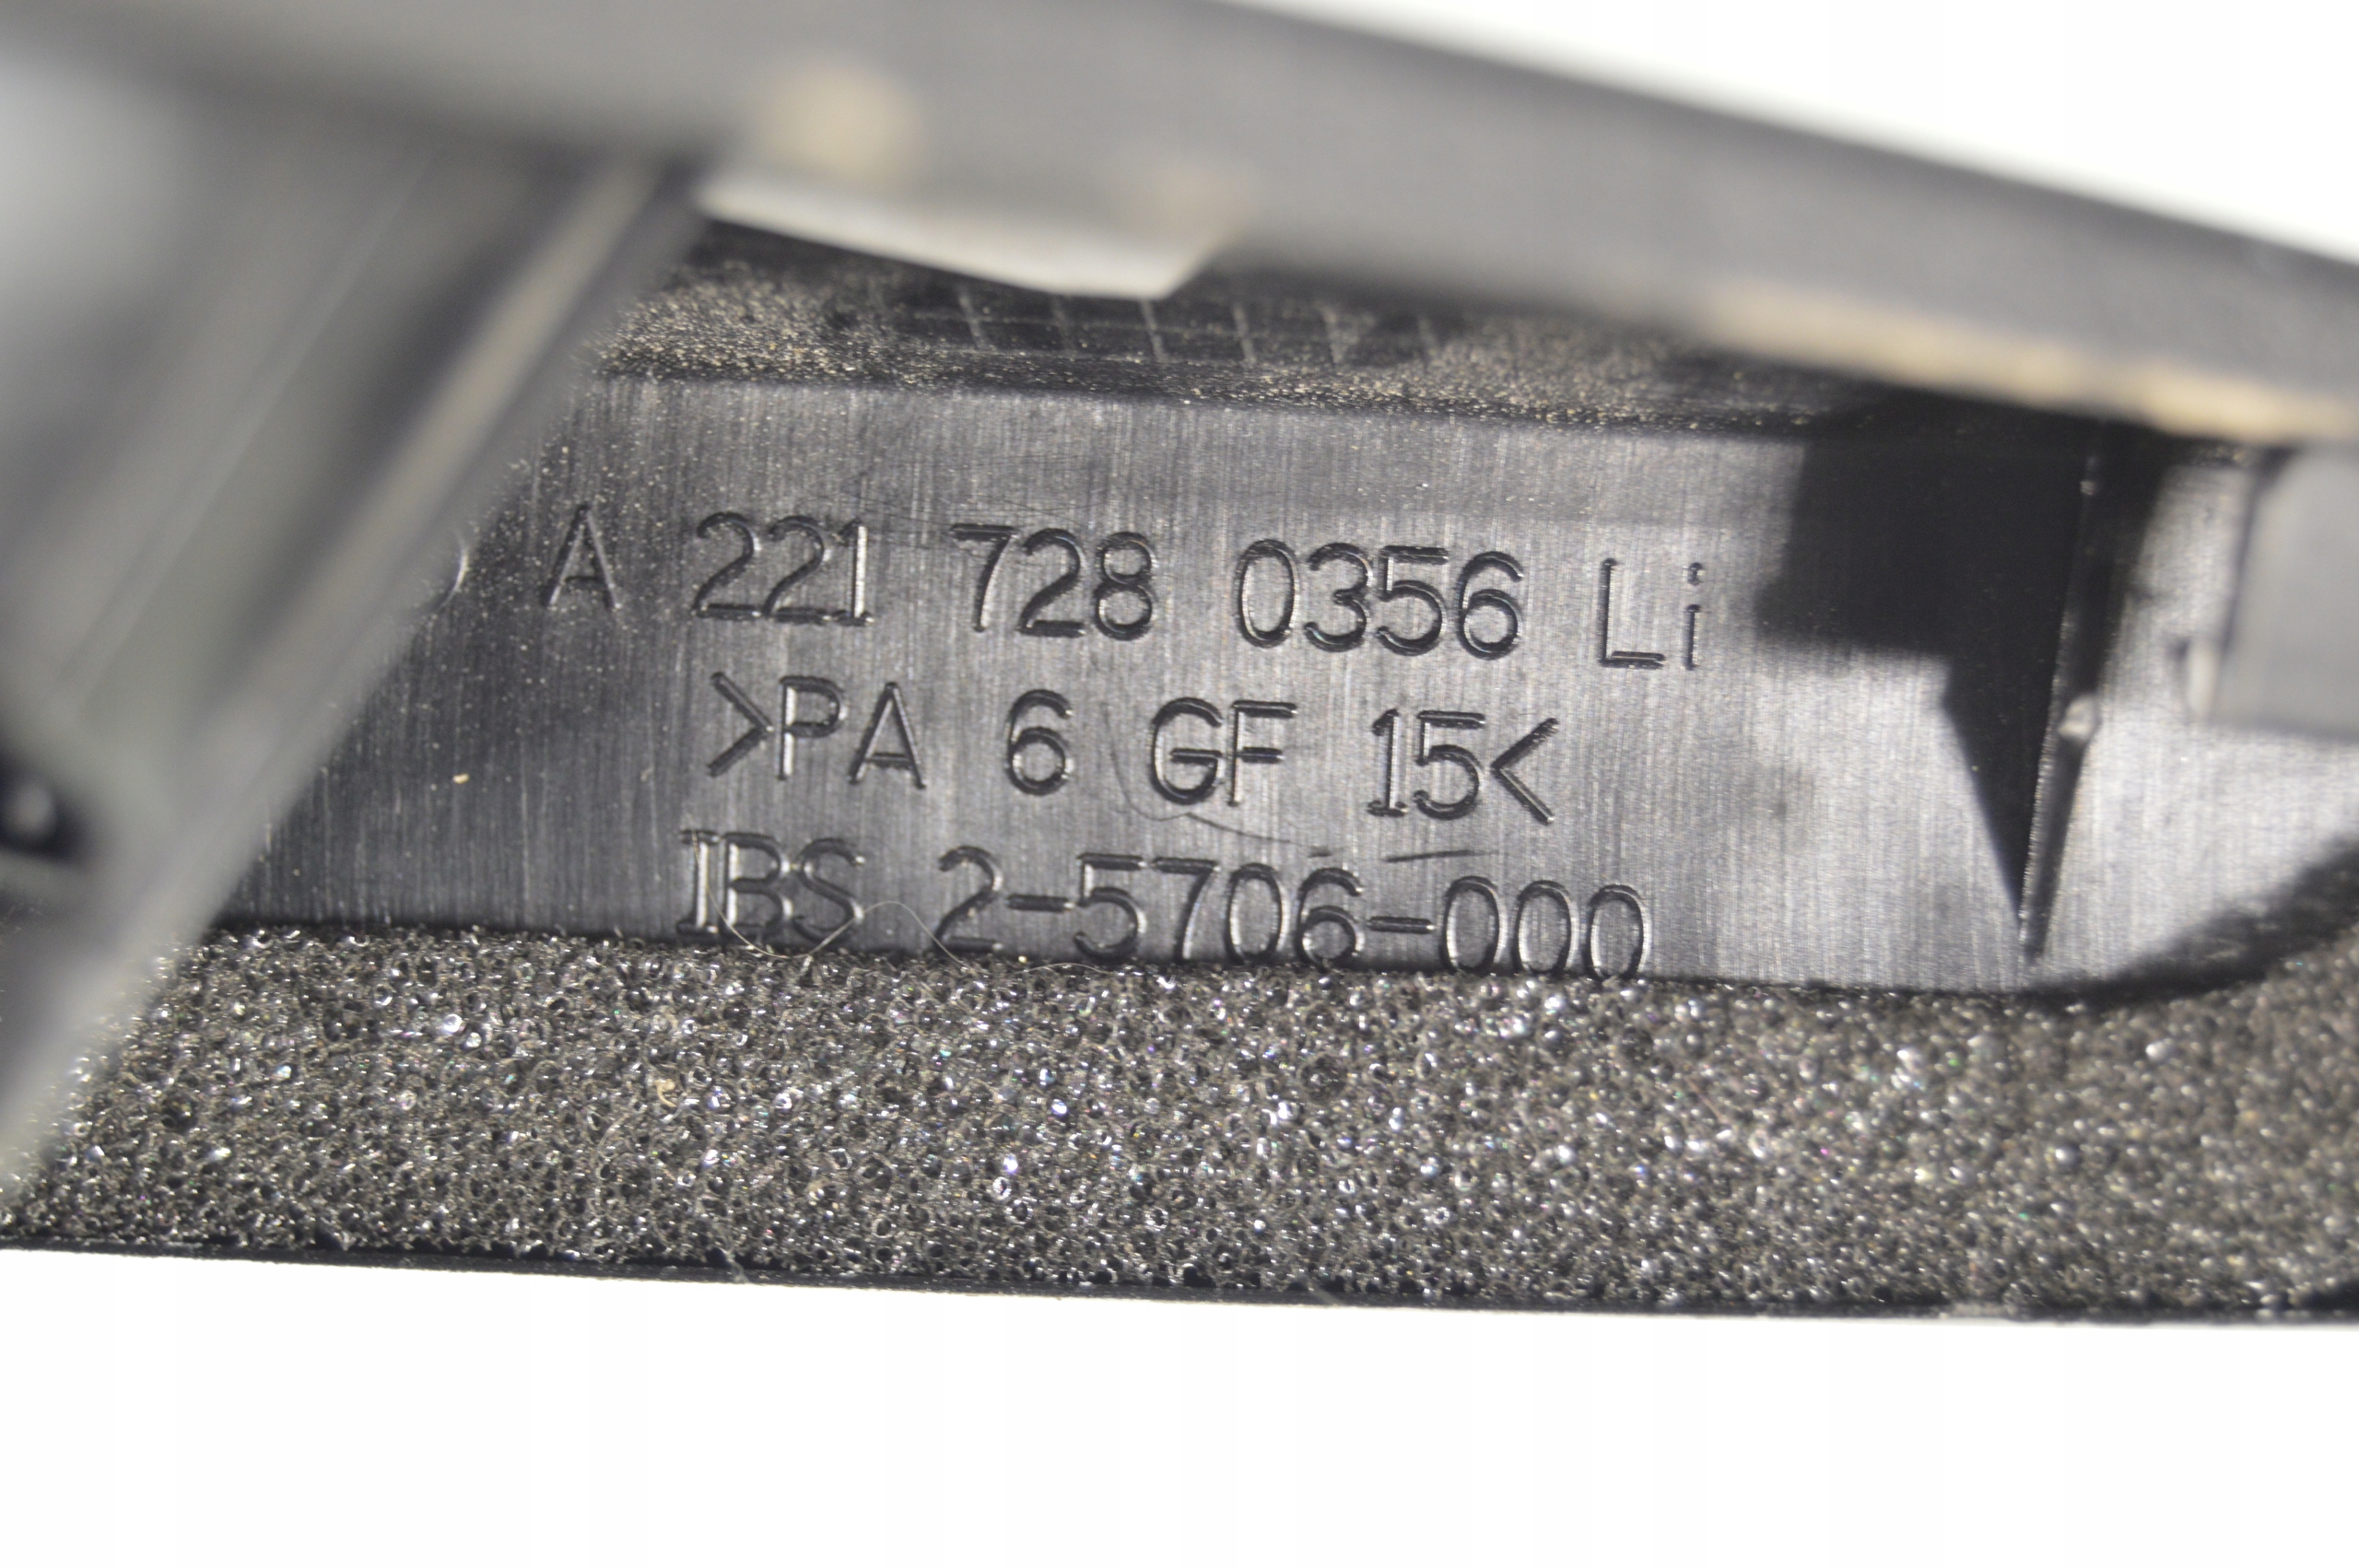 A 221 728 0356 Li
>PA 6 GF 15<
IBS 2-5706-000